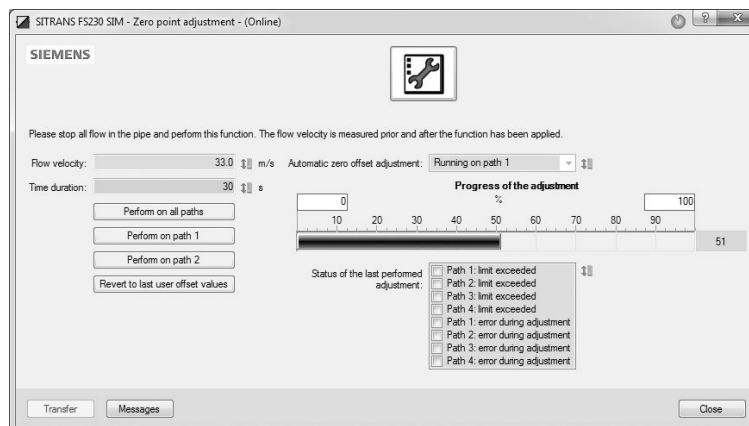 SITRANS FS230 SIM - Zero point adjustment - (Online)
SIEMENS
Please stop all flow in the pipe and perform this function. The flow velocity is measured prior and after the function has been applied.
Flow velocity: 33.0 m/s Automatic zero offset adjustment: Running on path 1
Time duration: 30 s
Progress of the adjustment
0 % 100
10 20 30 40 50 60 70 80 90
51
Perform on all paths
Perform on path 1
Perform on path 2
Revert to last user offset values
Status of the last performed
adjustment:
Path 1: limit exceeded
Path 2: limit exceeded
Path 3: limit exceeded
Path 4: limit exceeded
Path 1: error during adjustment
Path 2: error during adjustment
Path 3: error during adjustment
Path 4: error during adjustment
Transfer Messages Close